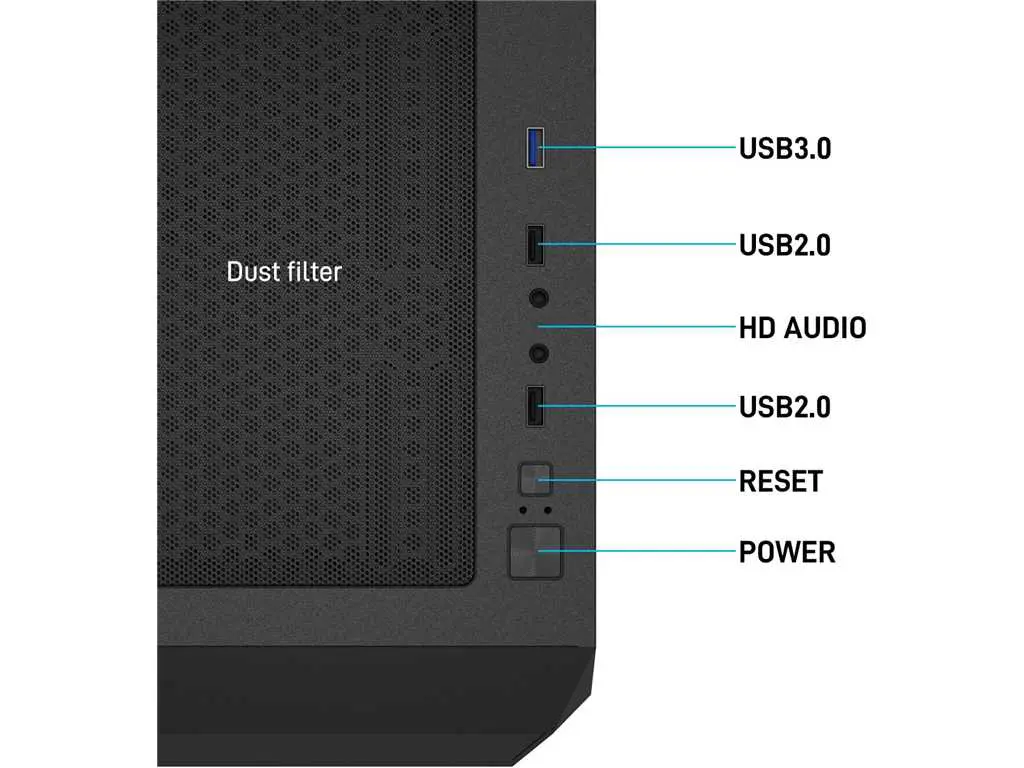 USB3.0
USB2.0
Dust filter
HD AUDIO
USB2.0
RESET
POWER